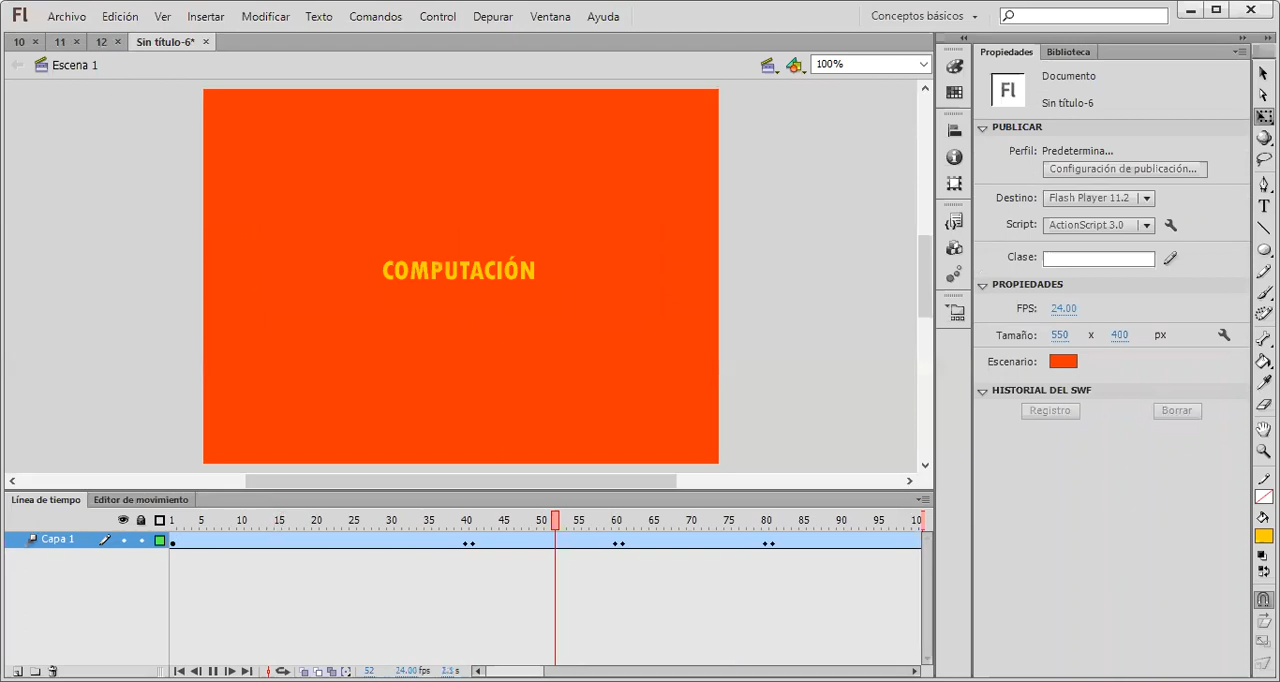 Fl Archivo Edición Ver Insertar Modificar Texto Comandos Control Depurar Ventana Ayuda Conceptos básicos
10 11 12 Sin título-6*
Escena 1 100%
COMPUTACIÓN
Propiedades Biblioteca
Fl Documento
Sin título-6
PUBLICAR
Perfil: Predetermina...
Configuración de publicación...
Destino: Flash Player 11.2
Script: ActionScript 3.0
Clase:
PROPIEDADES
FPS: 24.00
Tamaño: 550 x 400 px
Escenario:
HISTORIAL DEL SWF
Registro Borrar
Línea de tiempo Editor de movimiento
1 5 10 15 20 25 30 35 40 45 50 55 60 65 70 75 80 85 90 95 10
Capa 1
52 24.00 fps 2.1 s